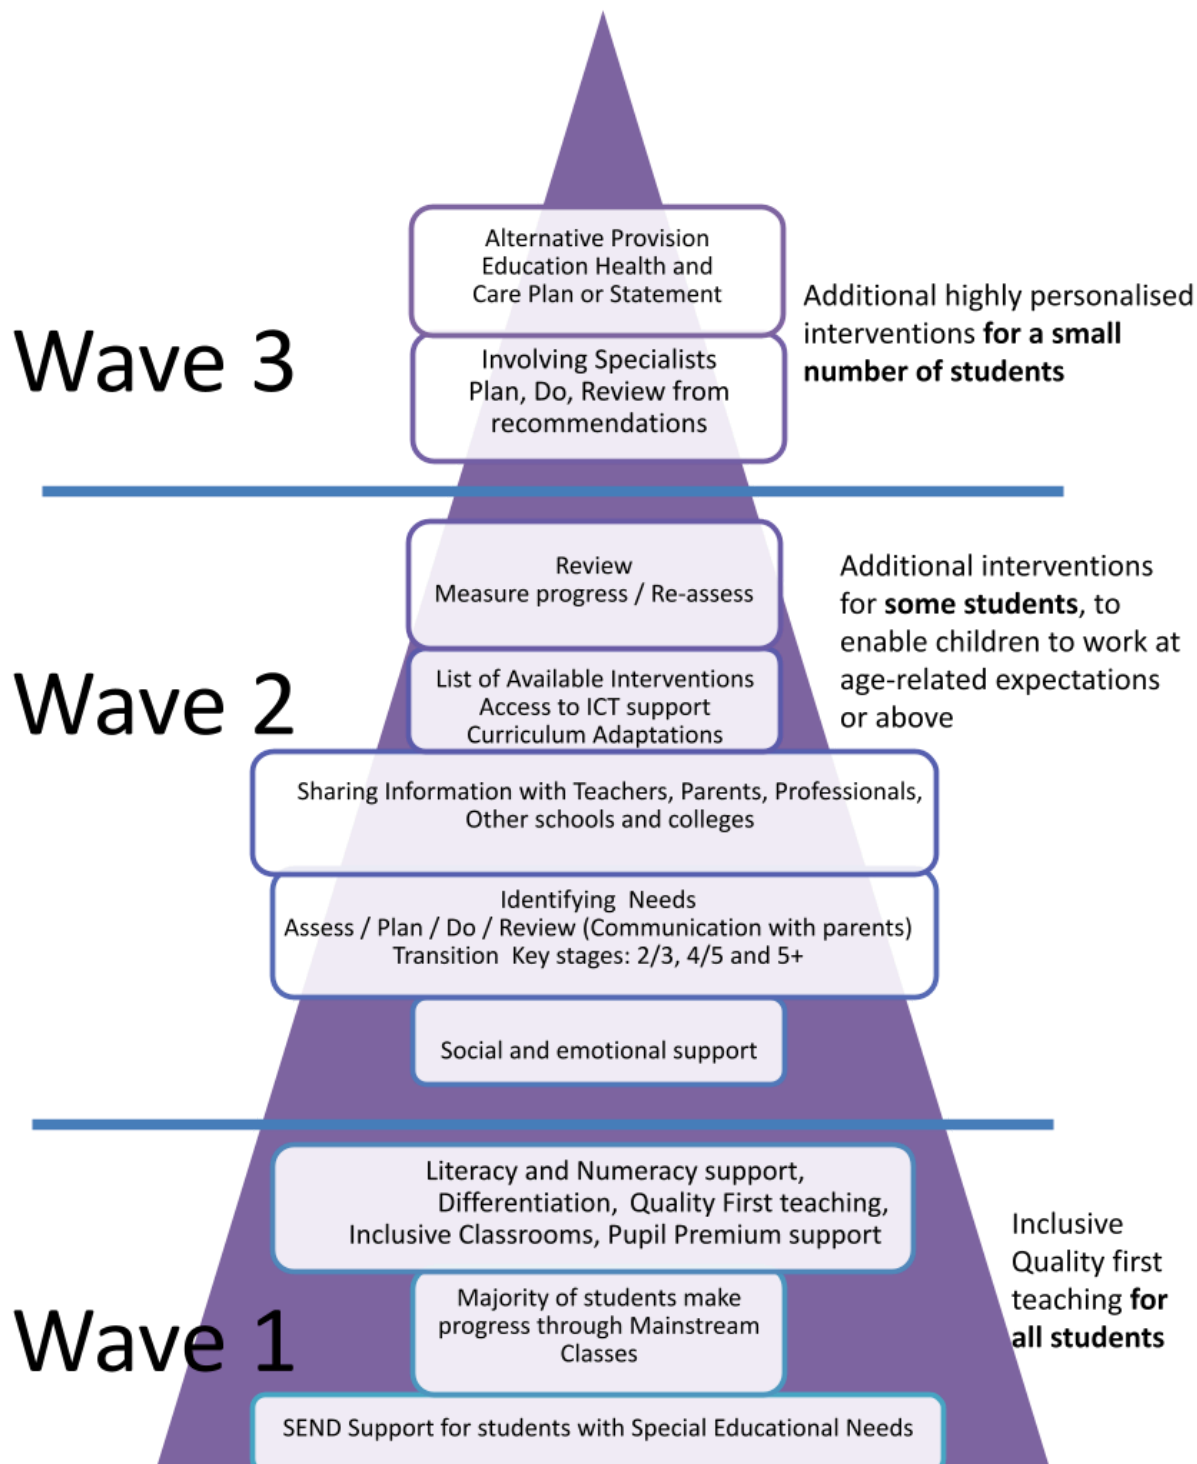 Alternative Provision
Education Health and
Care Plan or Statement
Wave 3
Involving Specialists
Plan, Do, Review from
recommendations
Additional highly personalised
interventions for a small
number of students
Review
Measure progress / Re-assess
Wave 2
List of Available Interventions
Access to ICT support
Curriculum Adaptations
Additional interventions
for some students, to
enable children to work at
age-related expectations
or above
Sharing Information with Teachers, Parents, Professionals,
Other schools and colleges
Identifying Needs
Assess / Plan / Do / Review (Communication with parents)
Transition Key stages: 2/3, 4/5 and 5+
Social and emotional support
Literacy and Numeracy support,
Differentiation, Quality First teaching,
Inclusive Classrooms, Pupil Premium support
Wave 1
Majority of students make
progress through Mainstream
Classes
Inclusive
Quality first
teaching for
all students
SEND Support for students with Special Educational Needs